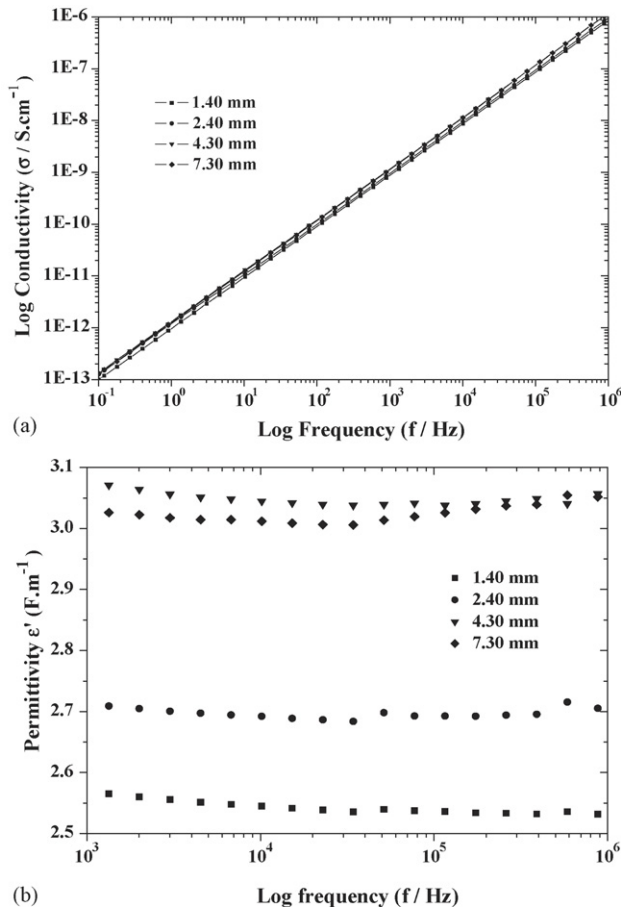 1E-6
1E-7
1E-8
1E-9
1E-10
1E-11
1E-12
1E-13
Log Conductivity (σ / S.cm⁻¹)
1.40 mm
2.40 mm
4.30 mm
7.30 mm
10⁻¹ 10⁰ 10¹ 10² 10³ 10⁴ 10⁵ 10⁶
(a)
Log Frequency (f / Hz)
3.1
3.0
2.9
2.8
2.7
2.6
2.5
Permittivity ε' (F.m⁻¹)
1.40 mm
2.40 mm
4.30 mm
7.30 mm
10³ 10⁴ 10⁵ 10⁶
(b)
Log frequency (f / Hz)